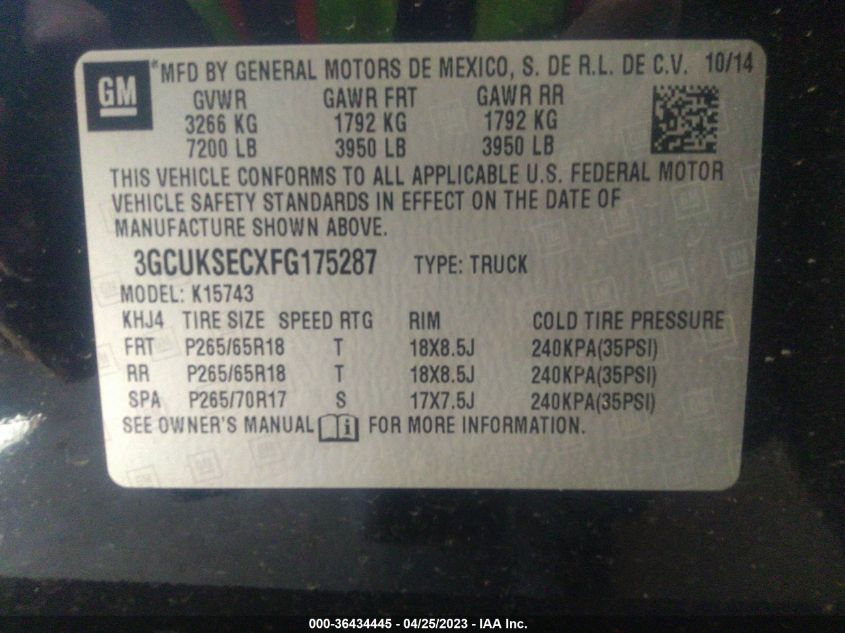 GM
*MFD BY GENERAL MOTORS DE MEXICO, S. DE R.L. DE C.V. 10/14
GVWR GAWR FRT GAWR RR
3266 KG 1792 KG 1792 KG
7200 LB 3950 LB 3950 LB
THIS VEHICLE CONFORMS TO ALL APPLICABLE U.S. FEDERAL MOTOR
VEHICLE SAFETY STANDARDS IN EFFECT ON THE DATE OF
MANUFACTURE SHOWN ABOVE.
3GCUKSECXFG175287 TYPE: TRUCK
MODEL: K15743
KHJ4 TIRE SIZE SPEED RTG RIM COLD TIRE PRESSURE
FRT P265/65R18 T 18X8.5J 240KPA(35PSI)
RR P265/65R18 T 18X8.5J 240KPA(35PSI)
SPA P265/70R17 S 17X7.5J 240KPA(35PSI)
SEE OWNER'S MANUAL i FOR MORE INFORMATION.
000-36434445 - 04/25/2023 - IAA Inc.